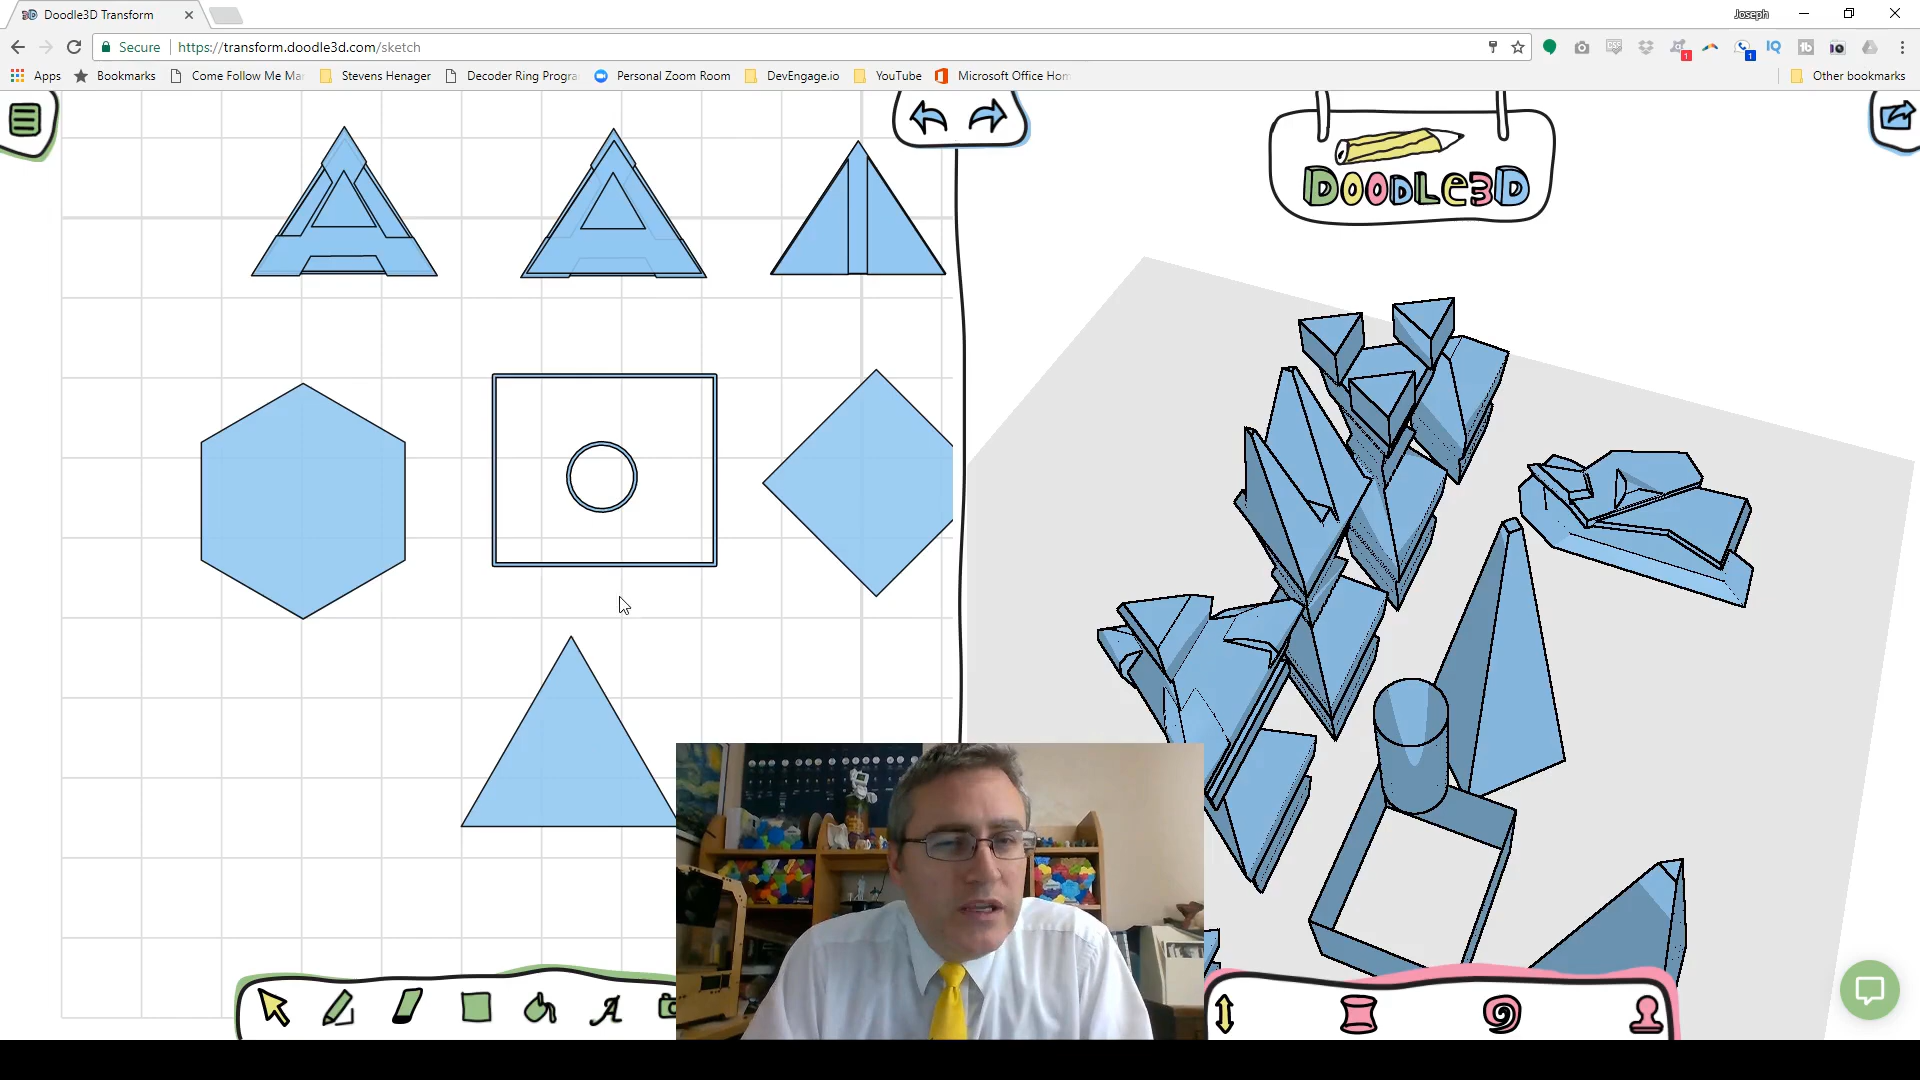 Doodle3D Transform
Joseph
Secure https://transform.doodle3d.com/sketch
Apps Bookmarks Come Follow Me Ma Stevens Henager Decoder Ring Progra Personal Zoom Room DevEngage.io YouTube Microsoft Office Hom Other bookmarks
DOODLe3D